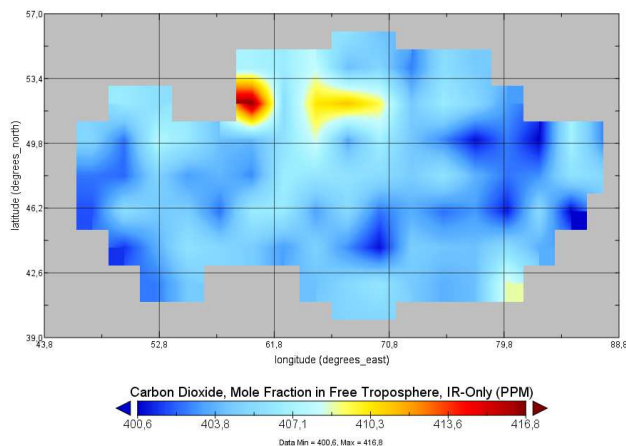 57,0
53,4
49,8
46,2
42,6
39,0
latitude (degrees_north)
43,8 52,8 61,8 70,8 79,8 88,8
longitude (degrees_east)
Carbon Dioxide, Mole Fraction in Free Troposphere, IR-Only (PPM)
400,6 403,8 407,1 410,3 413,6 416,8
Data Min = 400,6, Max = 416,8